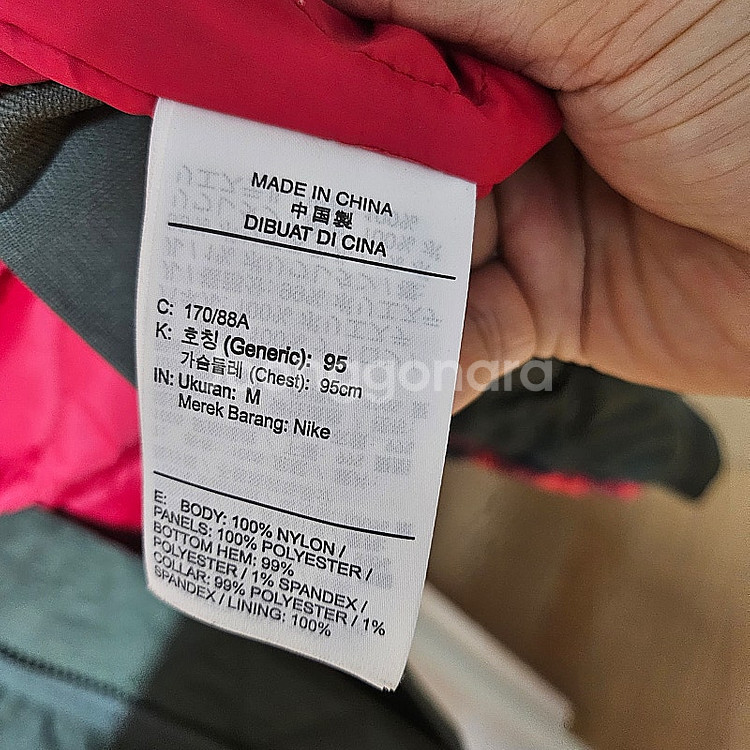 MADE IN CHINA
中国製
DIBUAT DI CINA
C: 170/88A
K: 호칭 (Generic): 95
가슴둘레 (Chest): 95cm
IN: Ukuran: M
Merek Barang: Nike
E: BODY: 100% NYLON /
PANELS: 100% POLYESTER /
BOTTOM HEM: 99%
POLYESTER / 1% SPANDEX /
COLLAR: 99% POLYESTER / 1%
SPANDEX / LINING: 100%